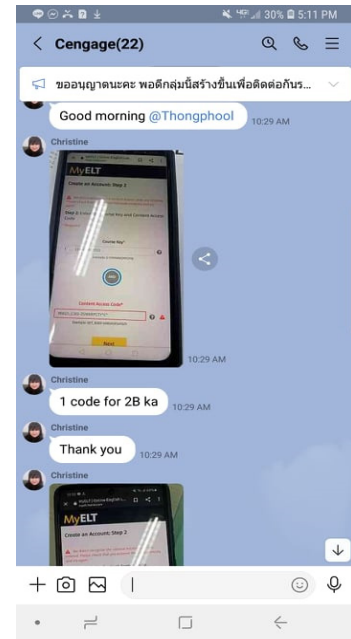 30% 5:11 PM
Cengage(22)
ขออนุญาตนะคะ พอดีกลุ่มนี้สร้างขึ้นเพื่อติดต่อกันร...
Good morning @Thongphool
10:29 AM
Christine
MyELT
Create an Account: Step 2
Course Key*
Content Access Code*
Next
10:29 AM
Christine
1 code for 2B ka
10:29 AM
Christine
Thank you
10:29 AM
Christine
MyELT
Create an Account: Step 2